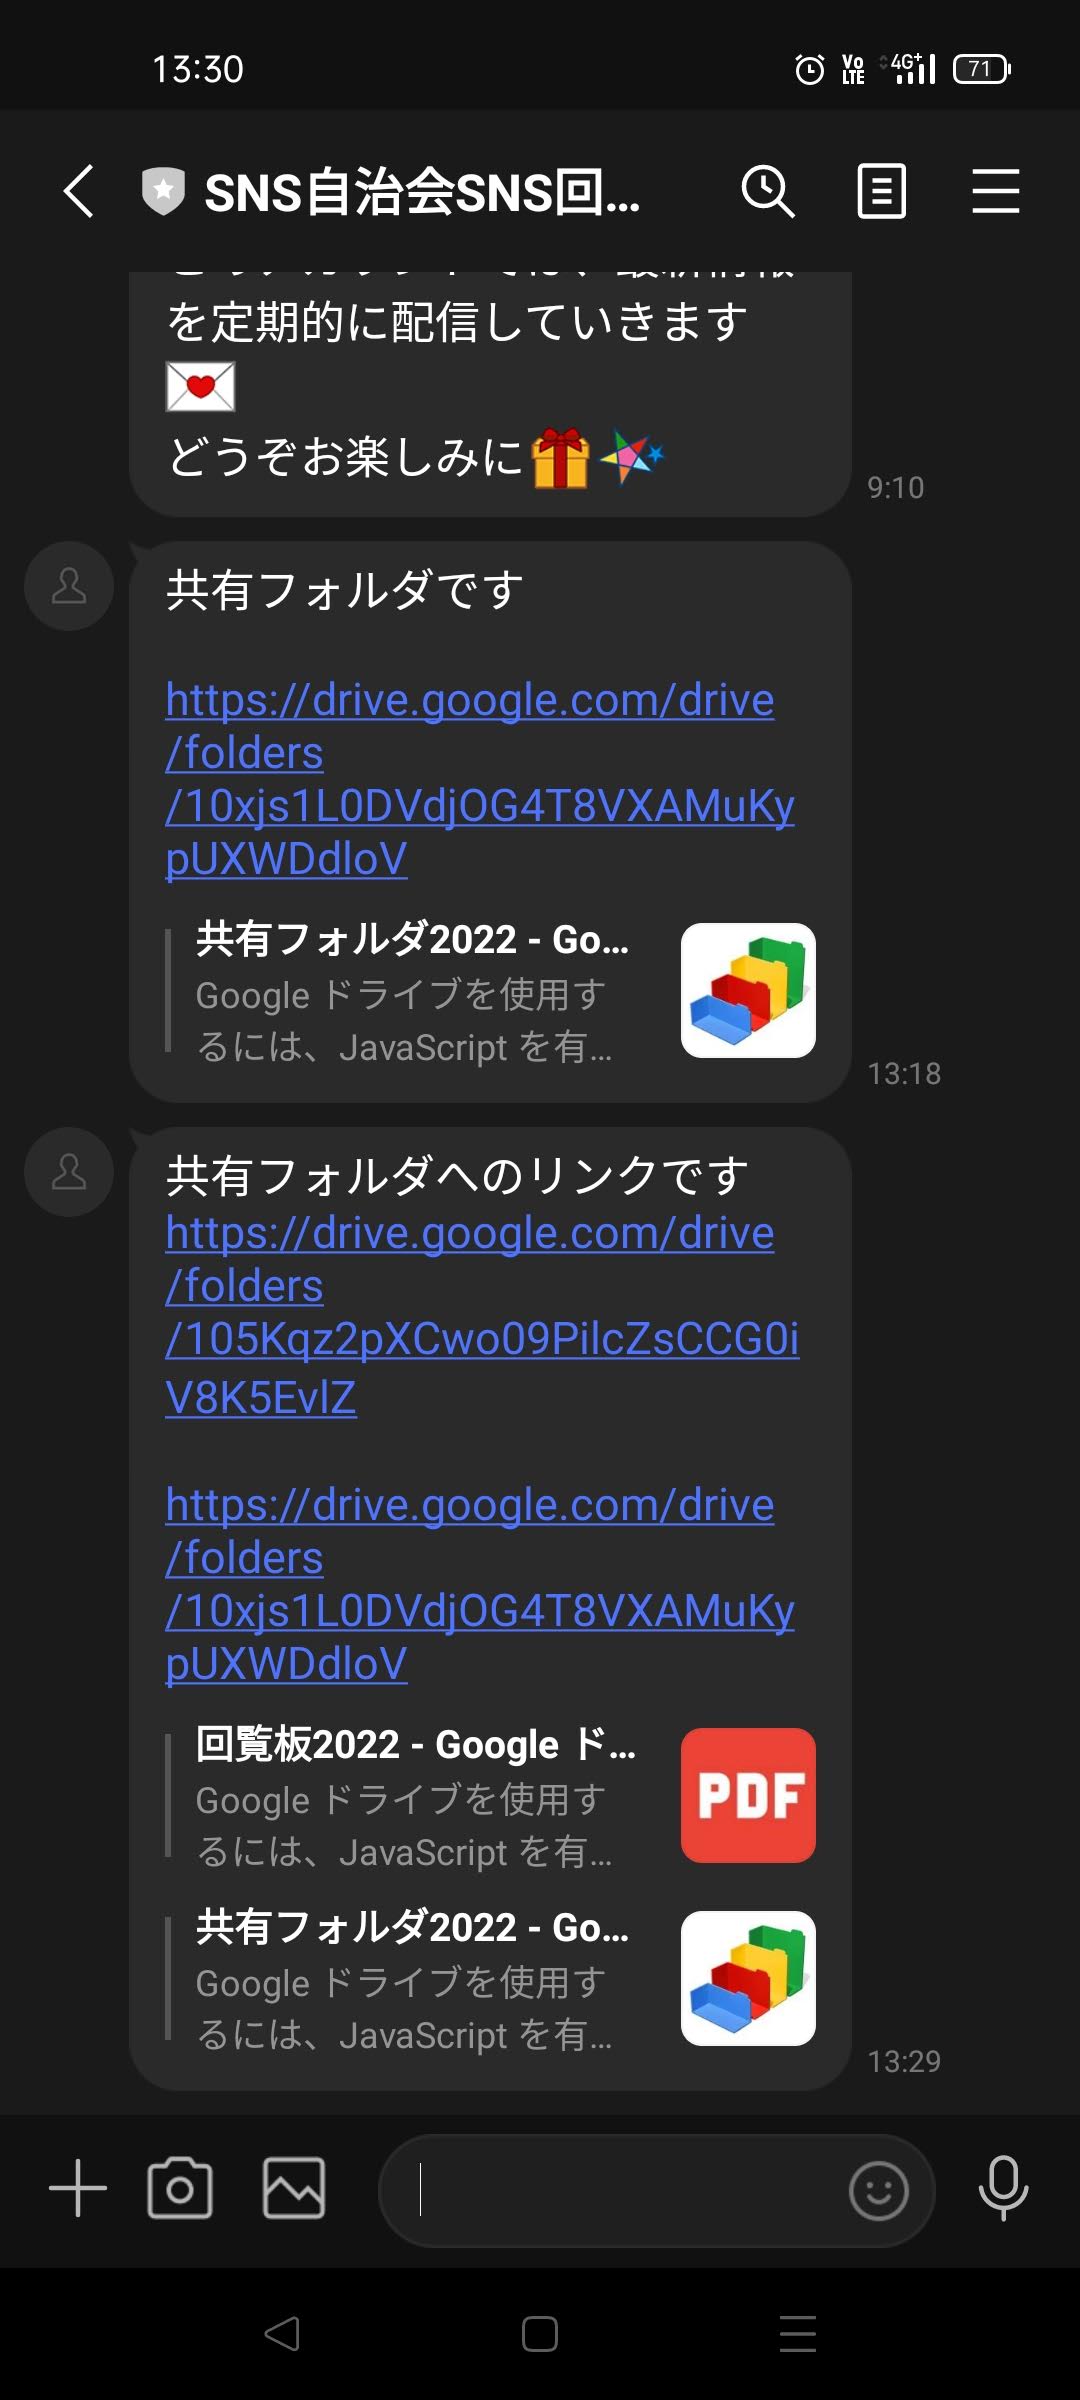 13:30
Vo LTE
4G+
71
SNS自治会SNS回...
を定期的に配信していきます
どうぞお楽しみに
9:10
共有フォルダです
https://drive.google.com/drive
/folders
/10xjs1L0DVdjOG4T8VXAMuKy
pUXWDdloV
共有フォルダ2022 - Go...
Google ドライブを使用す
るには、JavaScript を有...
13:18
共有フォルダへのリンクです
https://drive.google.com/drive
/folders
/105Kqz2pXCwo09PilcZsCCG0i
V8K5EvlZ
https://drive.google.com/drive
/folders
/10xjs1L0DVdjOG4T8VXAMuKy
pUXWDdloV
回覧板2022 - Google ド...
Google ドライブを使用す
るには、JavaScript を有...
PDF
共有フォルダ2022 - Go...
Google ドライブを使用す
るには、JavaScript を有...
13:29